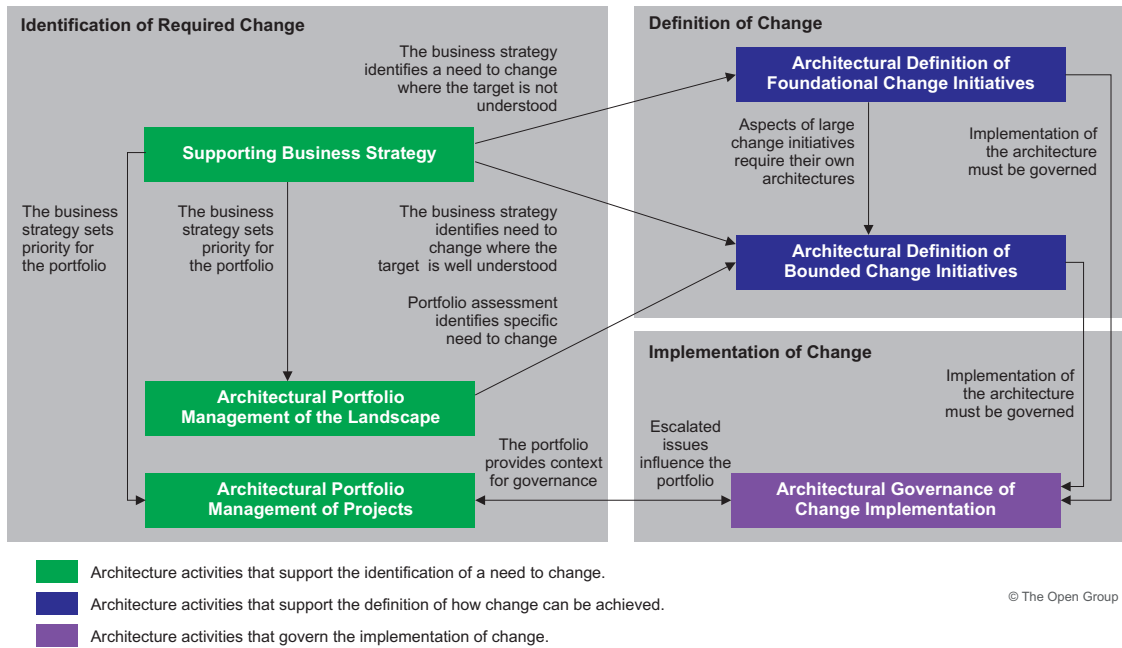 Identification of Required Change
The business strategy
identifies a need to change
where the target is not
understood
Supporting Business Strategy
The business
strategy sets
priority for
the portfolio
The business
strategy sets
priority for
the portfolio
The business strategy
identifies need to
change where the
target is well understood
Portfolio assessment
identifies specific
need to change
Architectural Portfolio
Management of the Landscape
The portfolio
provides context
for governance
Architectural Portfolio
Management of Projects
Definition of Change
Architectural Definition of
Foundational Change Initiatives
Aspects of large
change initiatives
require their own
architectures
Implementation of
the architecture
must be governed
Architectural Definition of
Bounded Change Initiatives
Implementation of Change
Implementation of
the architecture
must be governed
Escalated
issues
influence the
portfolio
Architectural Governance of
Change Implementation
Architecture activities that support the identification of a need to change.
Architecture activities that support the definition of how change can be achieved.
Architecture activities that govern the implementation of change.
© The Open Group